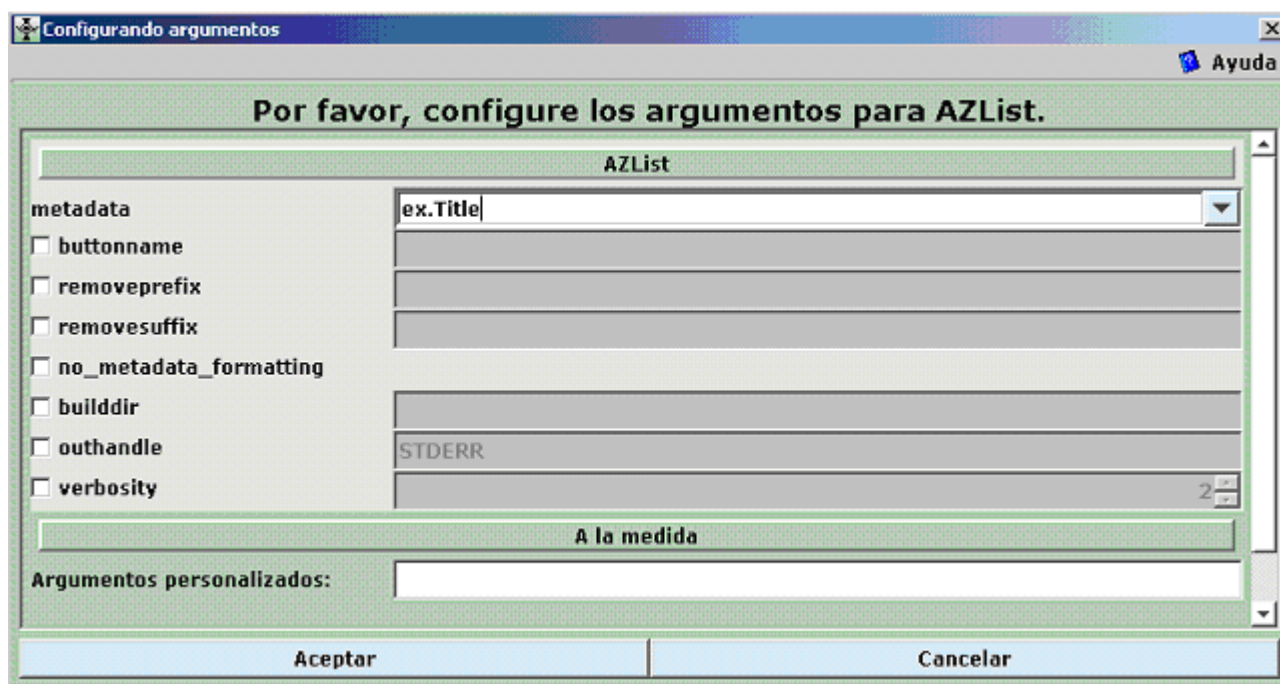 Configurando argumentos
Ayuda
Por favor, configure los argumentos para AZList.
AZList
metadata ex.Title
buttonname
removeprefix
removesuffix
no_metadata_formatting
builddir
outhandle STDERR
verbosity 2
A la medida
Argumentos personalizados:
Aceptar Cancelar